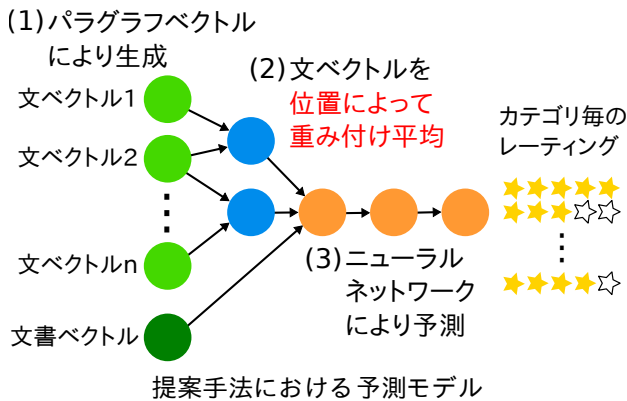 (1)パラグラフベクトル
により生成
文ベクトル1
文ベクトル2
文ベクトルn
文書ベクトル
(2)文ベクトルを
位置によって
重み付け平均
(3)ニューラル
ネットワーク
により予測
カテゴリ毎の
レーティング
提案手法における予測モデル